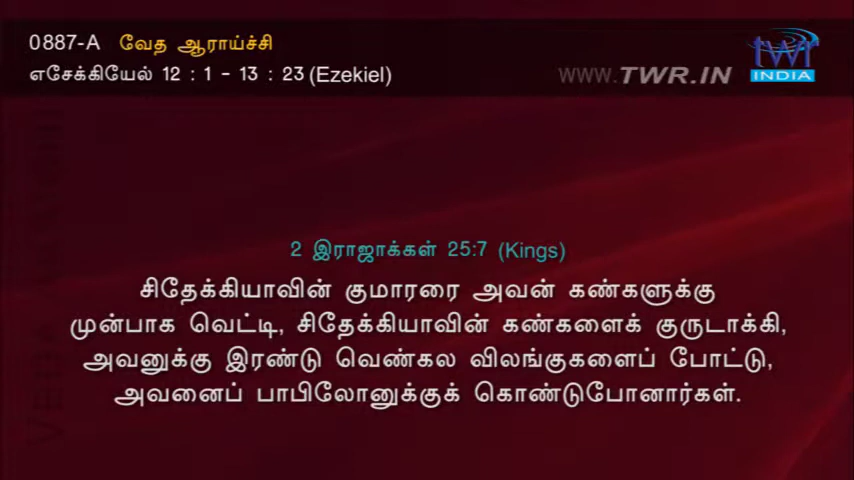 0887-A வேத ஆராய்ச்சி
எசேக்கியேல் 12 : 1 - 13 : 23 (Ezekiel)
WWW.TWR.IN
twr
INDIA
2 இராஜாக்கள் 25:7 (Kings)
சிதேக்கியாவின் குமாரரை அவன் கண்களுக்கு
முன்பாக வெட்டி, சிதேக்கியாவின் கண்களைக் குருடாக்கி,
அவனுக்கு இரண்டு வெண்கல விலங்குகளைப் போட்டு,
அவனைப் பாபிலோனுக்குக் கொண்டுபோனார்கள்.